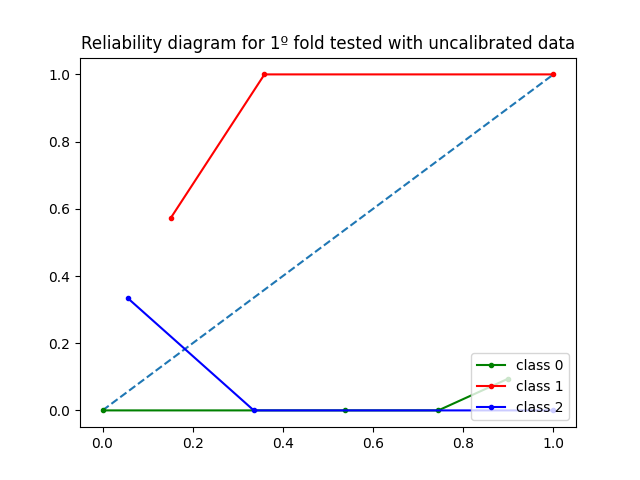 Reliability diagram for 1º fold tested with uncalibrated data
1.0
0.8
0.6
0.4
0.2
0.0
class 0
class 1
class 2
0.0 0.2 0.4 0.6 0.8 1.0